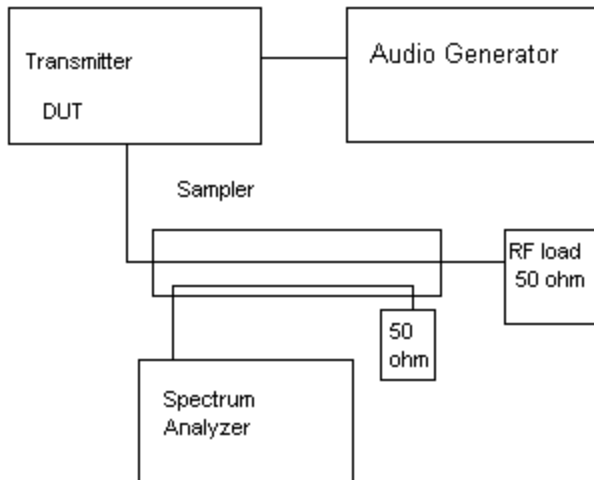 Transmitter
DUT
Audio Generator
Sampler
RF load
50 ohm
50
ohm
Spectrum
Analyzer